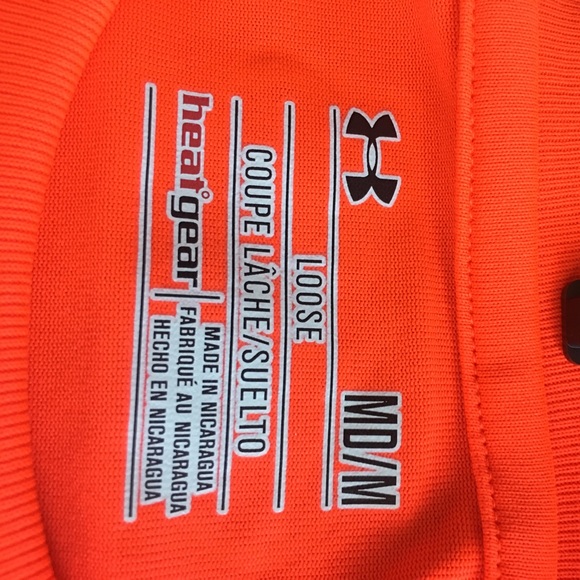 MD/M
LOOSE
COUPE LÂCHE/SUELTO
heatgear
MADE IN NICARAGUA
FABRIQUÉ AU NICARAGUA
HECHO EN NICARAGUA